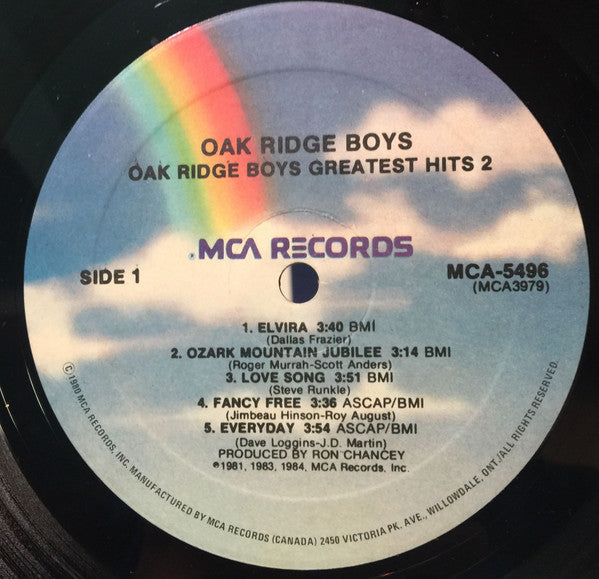 OAK RIDGE BOYS
OAK RIDGE BOYS GREATEST HITS 2
MCA RECORDS
SIDE 1
MCA-5496
(MCA3979)
1. ELVIRA 3:40 BMI
(Dallas Frazier)
2. OZARK MOUNTAIN JUBILEE 3:14 BMI
(Roger Murrah-Scott Anders)
3. LOVE SONG 3:51 BMI
(Steve Runkle)
4. FANCY FREE 3:36 ASCAP/BMI
(Jimbeau Hinson-Roy August)
5. EVERYDAY 3:54 ASCAP/BMI
(Dave Loggins-J.D. Martin)
PRODUCED BY RON CHANCEY
℗1981, 1983, 1984, MCA Records, Inc.
© 1980 MCA RECORDS, INC. MANUFACTURED BY MCA RECORDS (CANADA) 2450 VICTORIA PK. AVE., WILLOWDALE, ONT./ALL RIGHTS RESERVED.